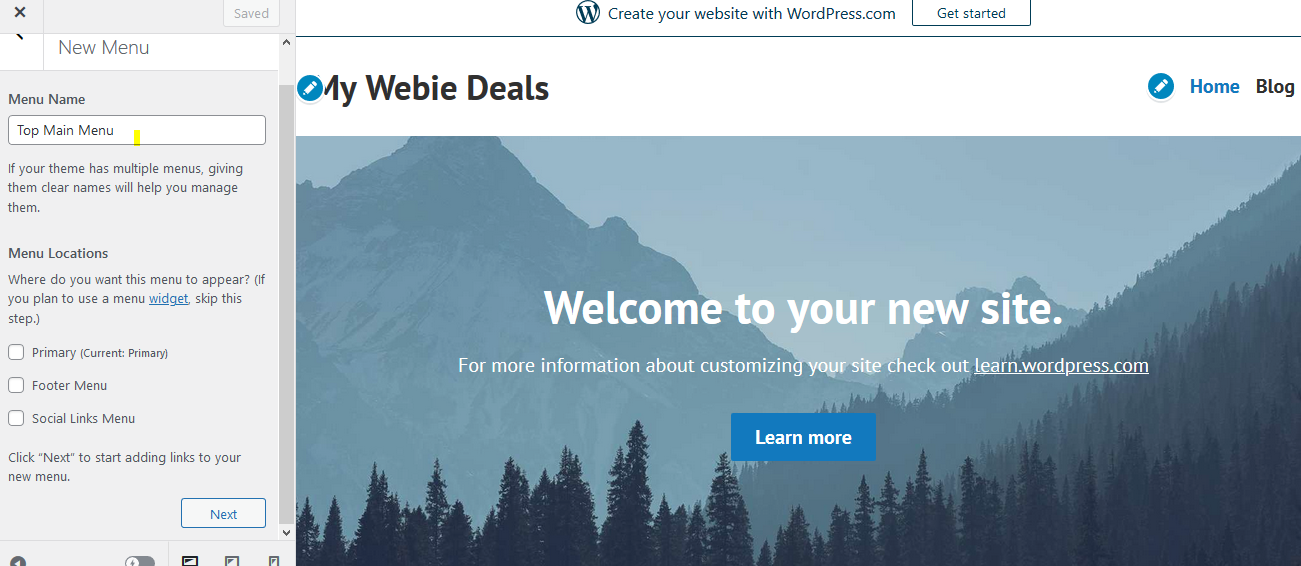 Saved
Create your website with WordPress.com
Get started
New Menu
Menu Name
Top Main Menu
If your theme has multiple menus, giving
them clear names will help you manage
them.
Menu Locations
Where do you want this menu to appear? (If
you plan to use a menu widget, skip this
step.)
Primary (Current: Primary)
Footer Menu
Social Links Menu
Click “Next” to start adding links to your
new menu.
Next
My Webie Deals
Home Blog
Welcome to your new site.
For more information about customizing your site check out learn.wordpress.com
Learn more